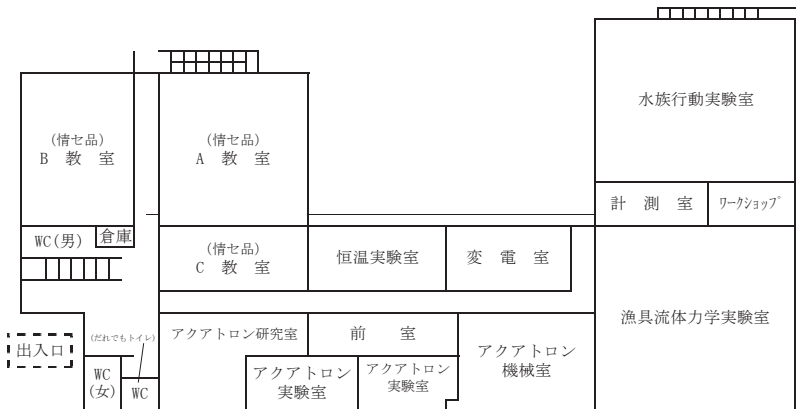 水族行動実験室
(情セ品)
B 教 室
(情セ品)
A 教 室
計 測 室
ワークショップ
WC(男)
倉庫
(情セ品)
C 教 室
恒温実験室
変 電 室
漁具流体力学実験室
出入口
(だれでもトイレ)
アクアトロン研究室
前 室
アクアトロン
機械室
WC
(女)
WC
アクアトロン
実験室
アクアトロン
実験室